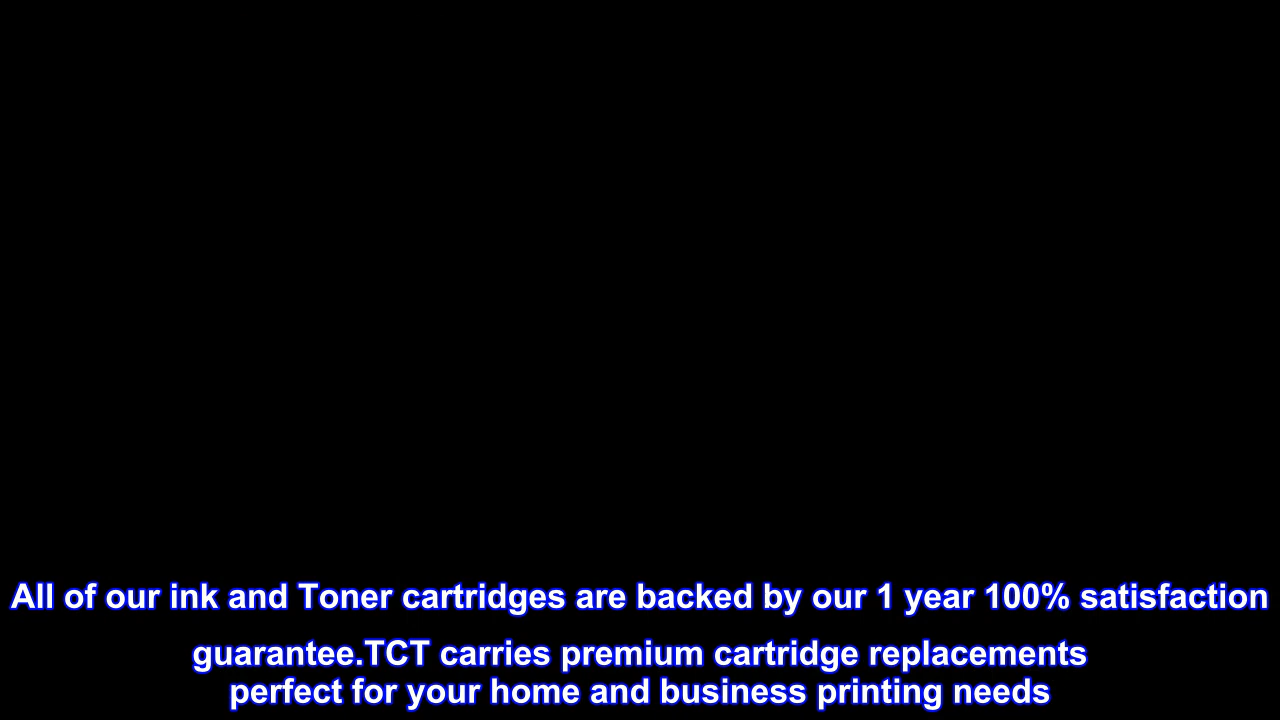 All of our ink and Toner cartridges are backed by our 1 year 100% satisfaction
guarantee.TCT carries premium cartridge replacements
perfect for your home and business printing needs